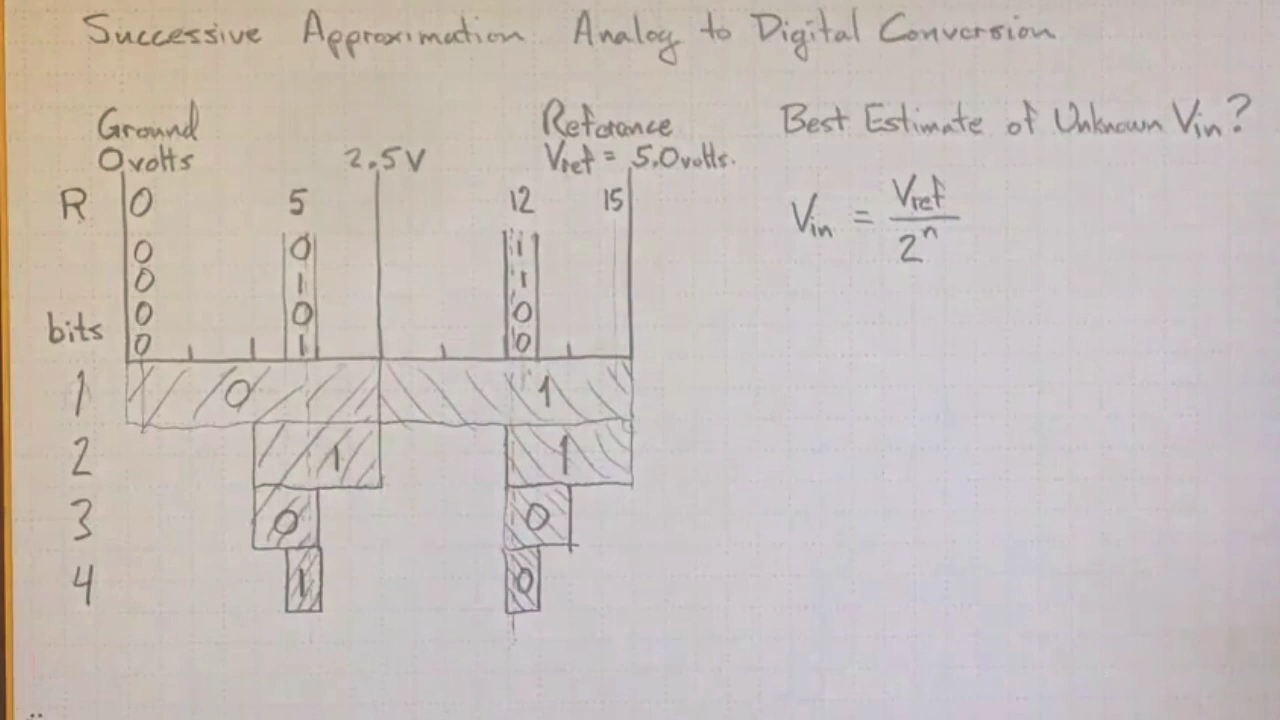 Successive Approximation Analog to Digital Conversion
Ground Reference Best Estimate of Unknown Vin?
0 volts 2.5V Vref = 5.0 volts.
R 0 5 12 15
Vin = Vref / 2^n
0 0 1
0 1 1
0 0 0
bits 0 1 0
1 0 1
2 1 1
3 0 0
4 1 0